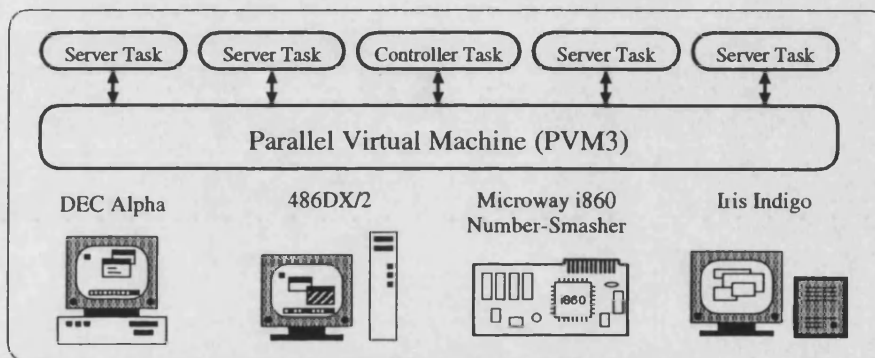 Server Task Server Task Controller Task Server Task Server Task
Parallel Virtual Machine (PVM3)
DEC Alpha 486DX/2 Microway i860 Iris Indigo
Number-Smasher
i860